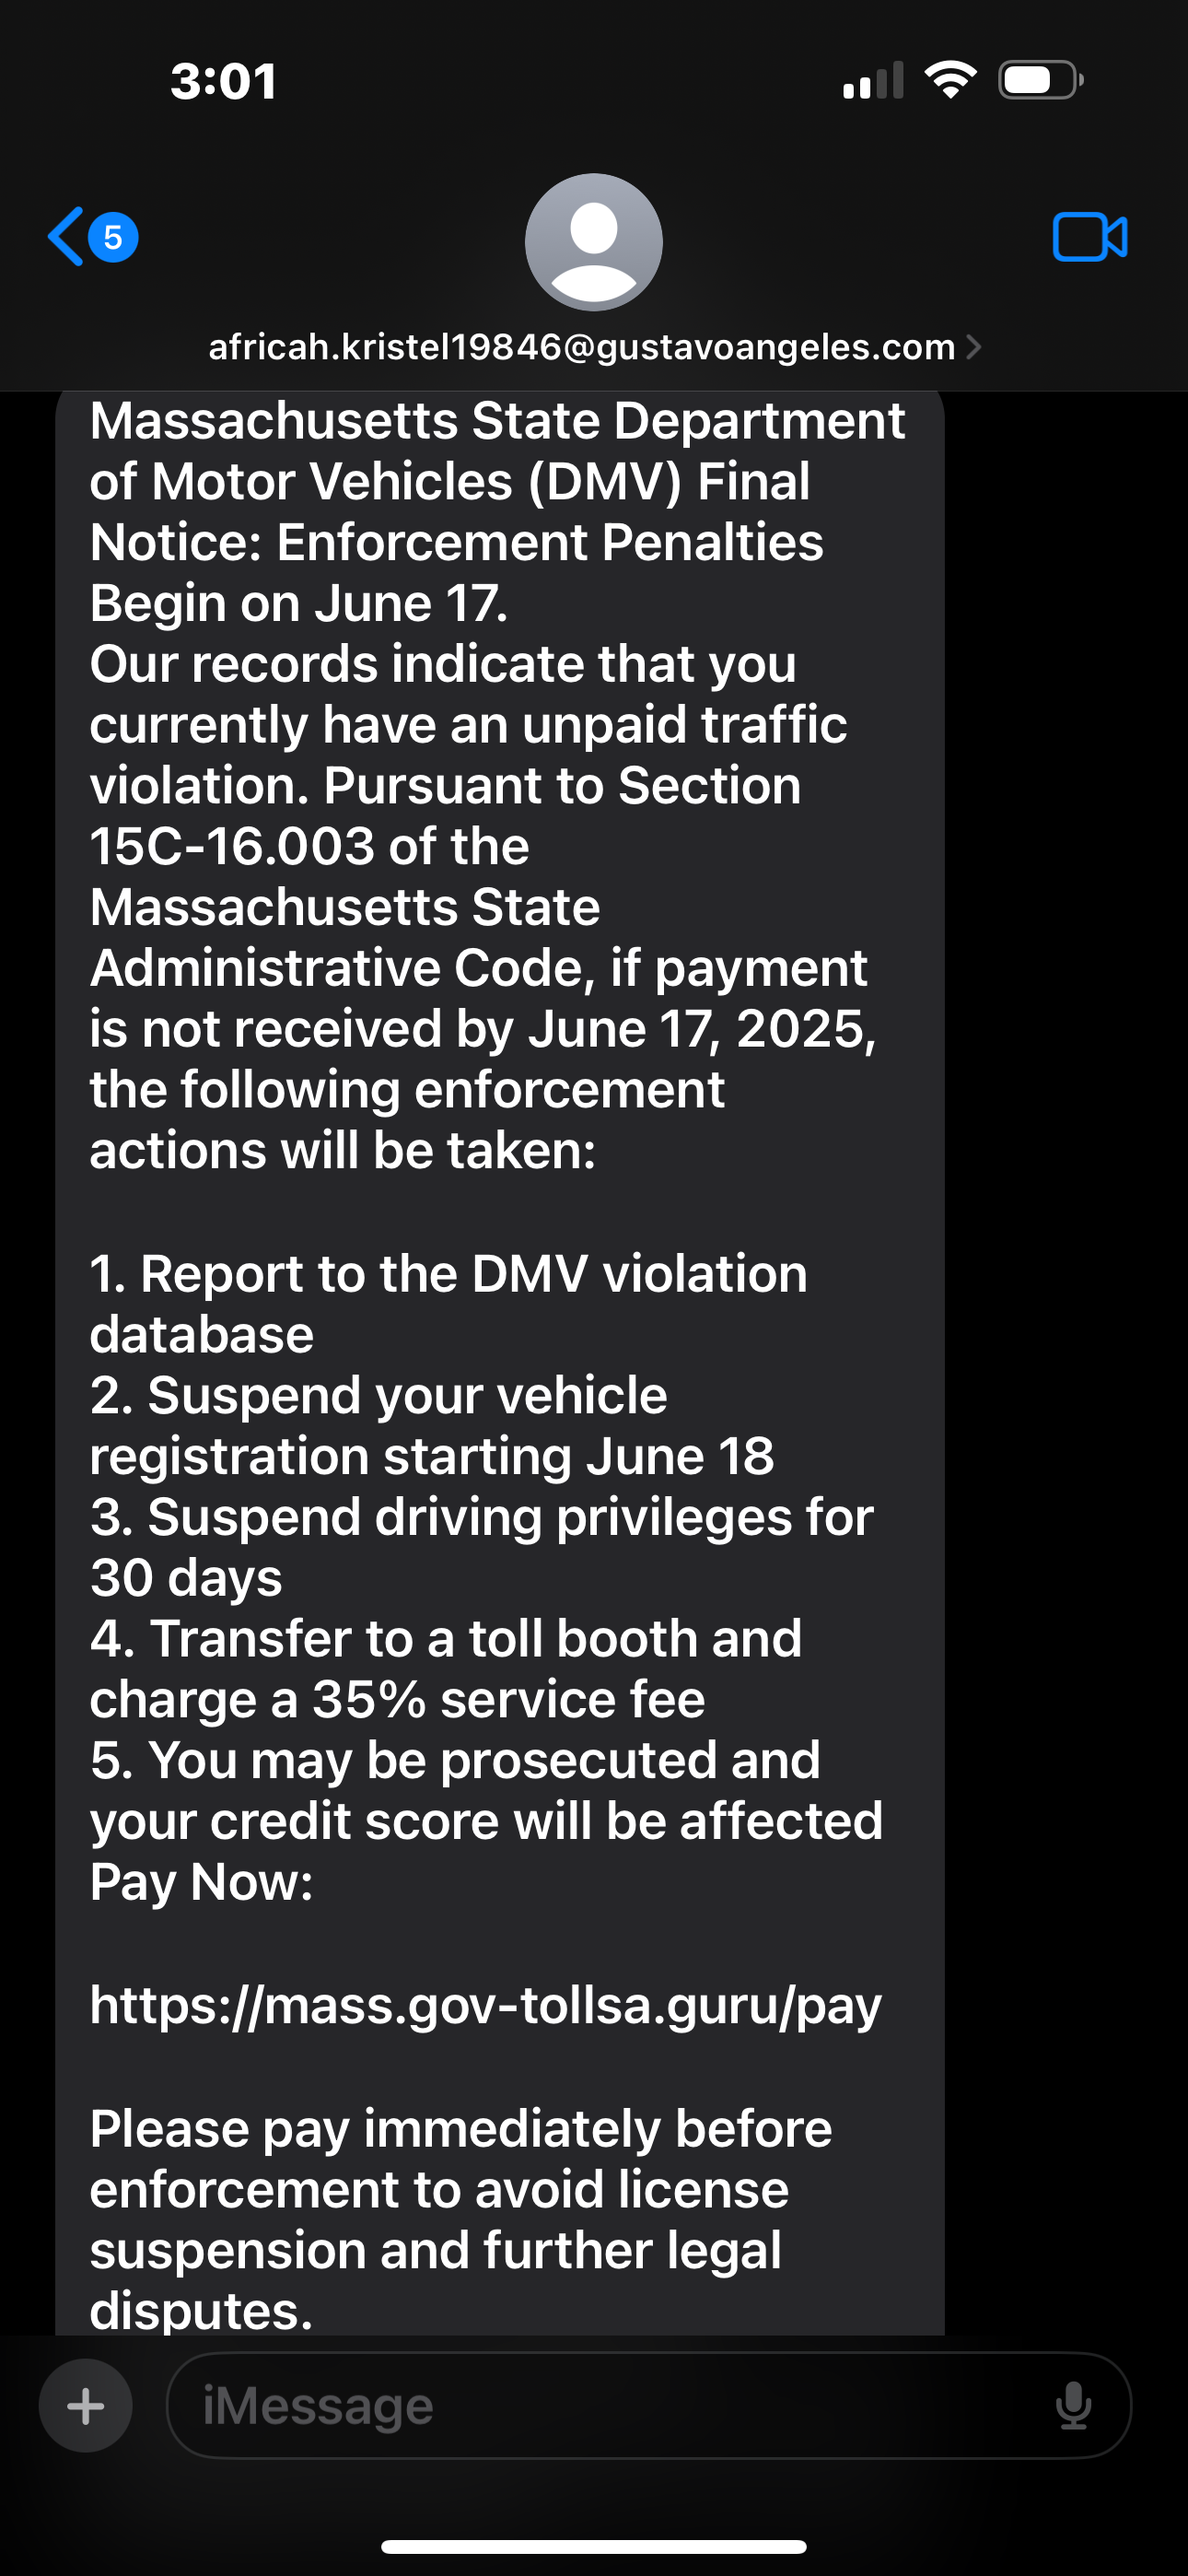 3:01
5
africah.kristel19846@gustavoangeles.com
Massachusetts State Department
of Motor Vehicles (DMV) Final
Notice: Enforcement Penalties
Begin on June 17.
Our records indicate that you
currently have an unpaid traffic
violation. Pursuant to Section
15C-16.003 of the
Massachusetts State
Administrative Code, if payment
is not received by June 17, 2025,
the following enforcement
actions will be taken:
1. Report to the DMV violation
database
2. Suspend your vehicle
registration starting June 18
3. Suspend driving privileges for
30 days
4. Transfer to a toll booth and
charge a 35% service fee
5. You may be prosecuted and
your credit score will be affected
Pay Now:
https://mass.gov-tollsa.guru/pay
Please pay immediately before
enforcement to avoid license
suspension and further legal
disputes.
iMessage